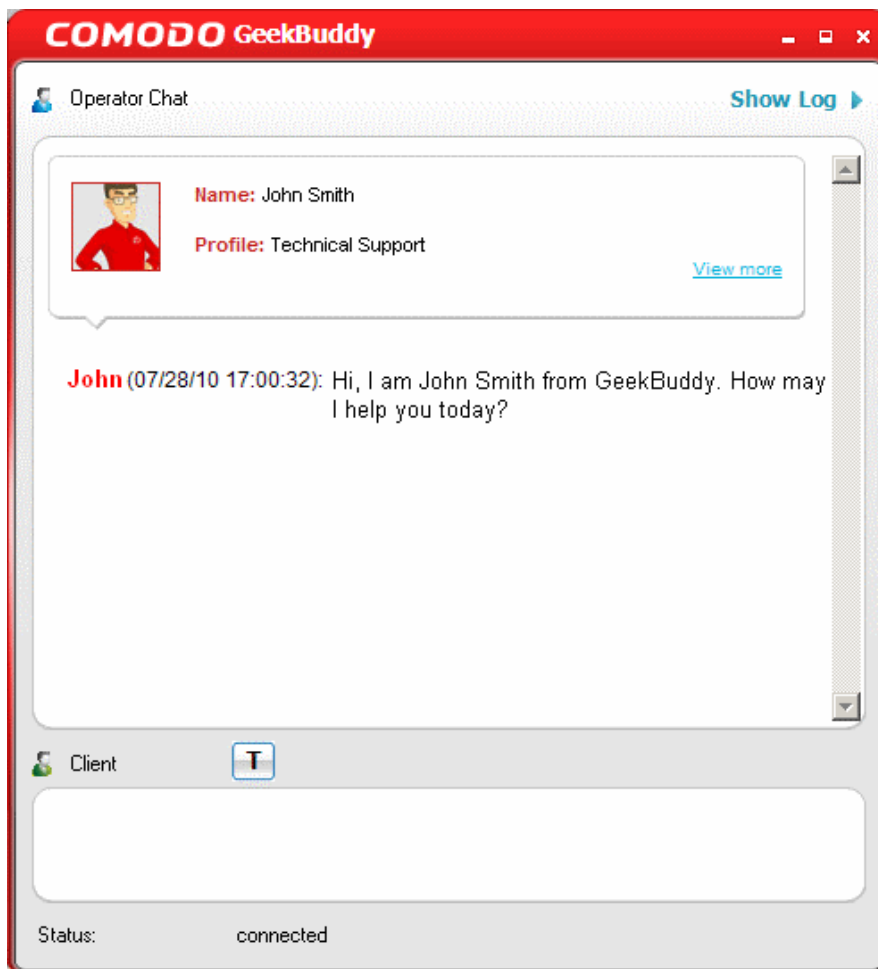 COMODO GeekBuddy
Operator Chat
Show Log
Name: John Smith
Profile: Technical Support
View more
John (07/28/10 17:00:32): Hi, I am John Smith from GeekBuddy. How may
I help you today?
Client
T
Status: connected